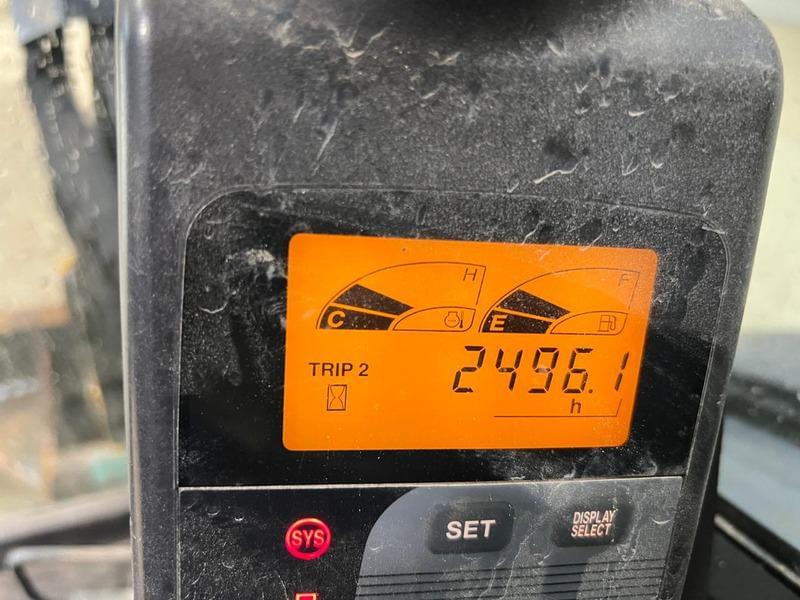 H F
C E
TRIP 2 2496.1
h
SYS SET DISPLAY
SELECT